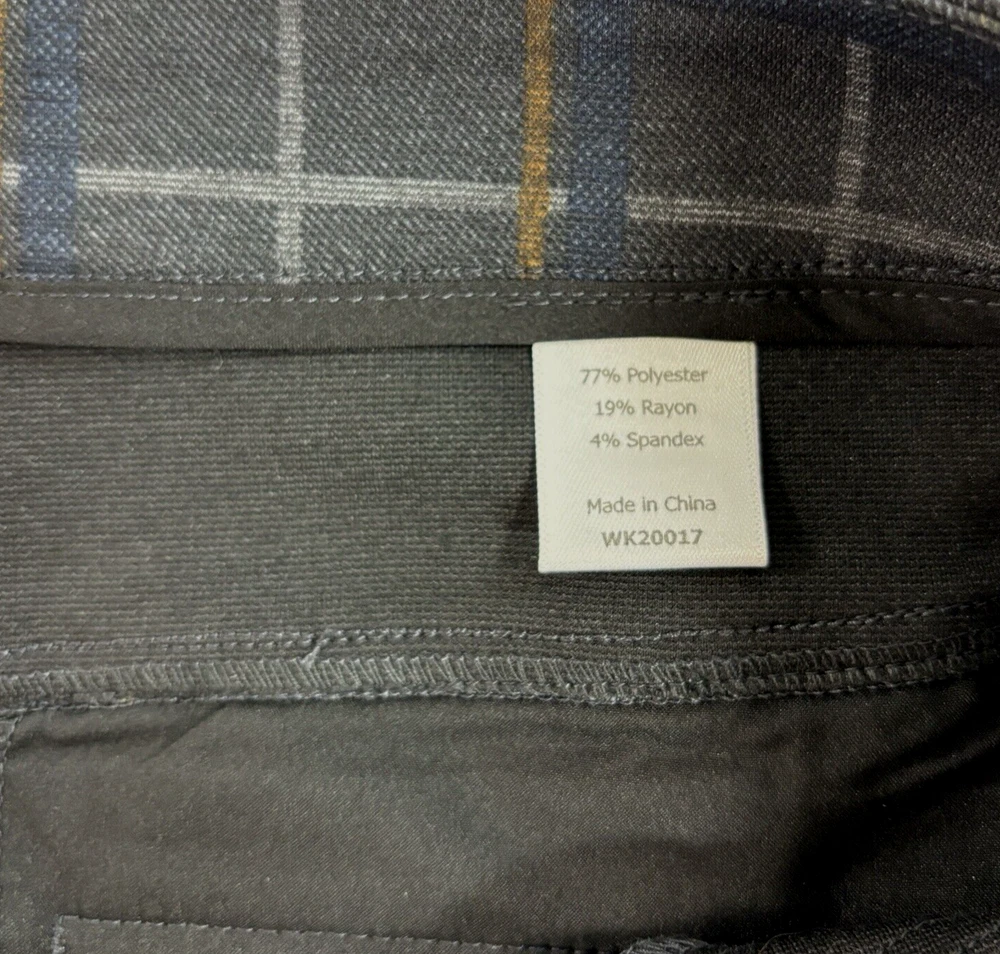 77% Polyester
19% Rayon
4% Spandex
Made in China
WK20017